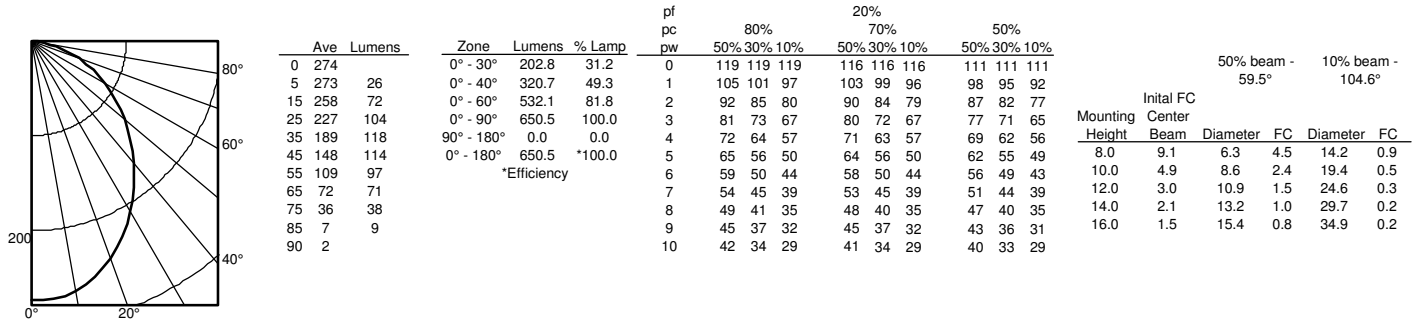 80°
60°
40°
200
0° 20°
Ave Lumens
0 274
5 273 26
15 258 72
25 227 104
35 189 118
45 148 114
55 109 97
65 72 71
75 36 38
85 7 9
90 2
Zone Lumens % Lamp
0° - 30° 202.8 31.2
0° - 40° 320.7 49.3
0° - 60° 532.1 81.8
0° - 90° 650.5 100.0
90° - 180° 0.0 0.0
0° - 180° 650.5 *100.0
*Efficiency
pf 20%
pc 80% 70% 50%
pw 50% 30% 10% 50% 30% 10% 50% 30% 10%
0 119 119 119 116 116 116 111 111 111
1 105 101 97 103 99 96 98 95 92
2 92 85 80 90 84 79 87 82 77
3 81 73 67 80 72 67 77 71 65
4 72 64 57 71 63 57 69 62 56
5 65 56 50 64 56 50 62 55 49
6 59 50 44 58 50 44 56 49 43
7 54 45 39 53 45 39 51 44 39
8 49 41 35 48 40 35 47 40 35
9 45 37 32 45 37 32 43 36 31
10 42 34 29 41 34 29 40 33 29
50% beam - 10% beam -
59.5° 104.6°
Inital FC
Mounting Center
Height Beam Diameter FC Diameter FC
8.0 9.1 6.3 4.5 14.2 0.9
10.0 4.9 8.6 2.4 19.4 0.5
12.0 3.0 10.9 1.5 24.6 0.3
14.0 2.1 13.2 1.0 29.7 0.2
16.0 1.5 15.4 0.8 34.9 0.2